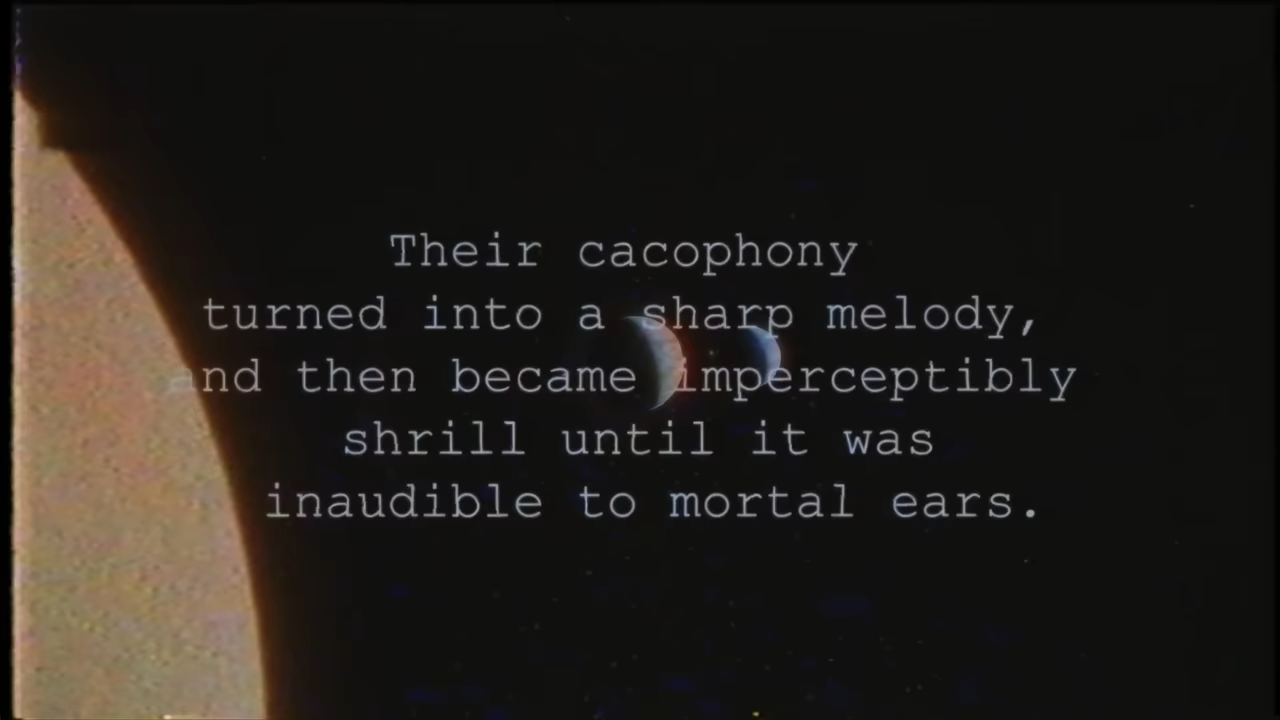 Their cacophony
turned into a sharp melody,
and then became imperceptibly
shrill until it was
inaudible to mortal ears.